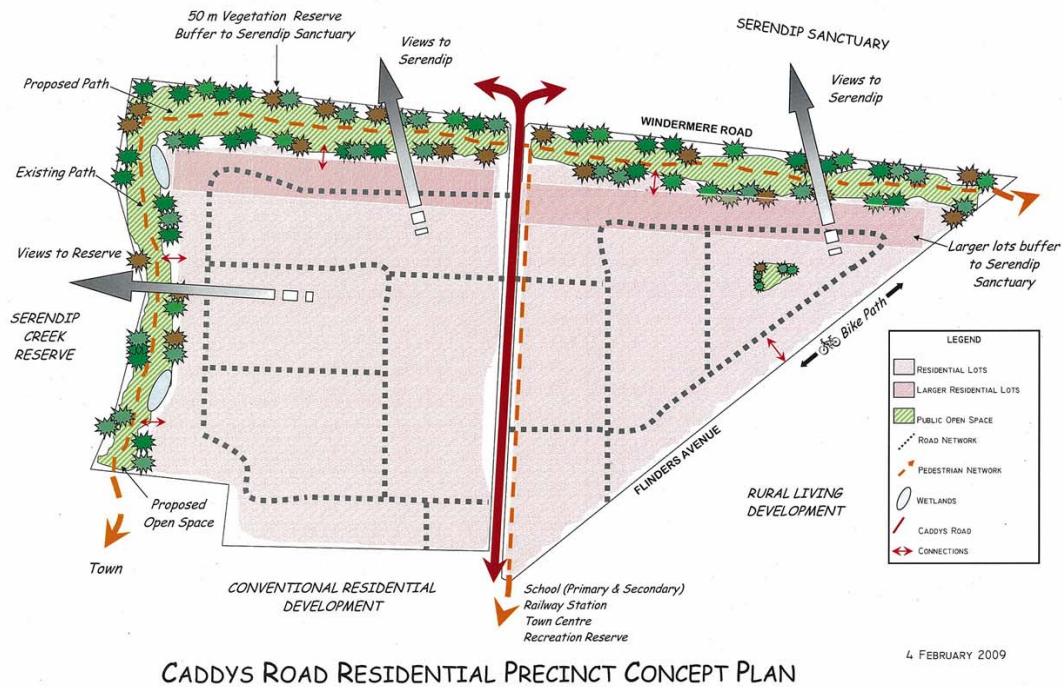 50 m Vegetation Reserve
Buffer to Serendip Sanctuary
Views to
Serendip
SERENDIP SANCTUARY
Proposed Path
Views to
Serendip
WINDERMERE ROAD
Existing Path
Views to Reserve
Larger lots buffer
to Serendip
Sanctuary
SERENDIP
CREEK
RESERVE
Bike Path
LEGEND
RESIDENTIAL LOTS
LARGER RESIDENTIAL LOTS
PUBLIC OPEN SPACE
ROAD NETWORK
PEDESTRIAN NETWORK
WETLANDS
CADDYS ROAD
CONNECTIONS
FLINDERS AVENUE
RURAL LIVING
DEVELOPMENT
Proposed
Open Space
Town
CONVENTIONAL RESIDENTIAL
DEVELOPMENT
School (Primary & Secondary)
Railway Station
Town Centre
Recreation Reserve
CADDYS ROAD RESIDENTIAL PRECINCT CONCEPT PLAN
4 FEBRUARY 2009